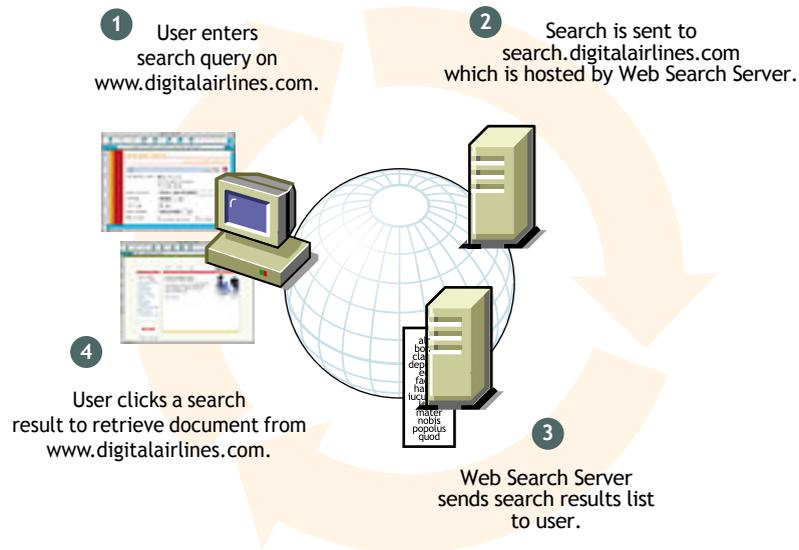 1
User enters
search query on
www.digitalairlines.com.
2
Search is sent to
search.digitalairlines.com
which is hosted by Web Search Server.
3
Web Search Server
sends search results list
to user.
4
User clicks a search
result to retrieve document from
www.digitalairlines.com.
mater
nobis
popolus
quod